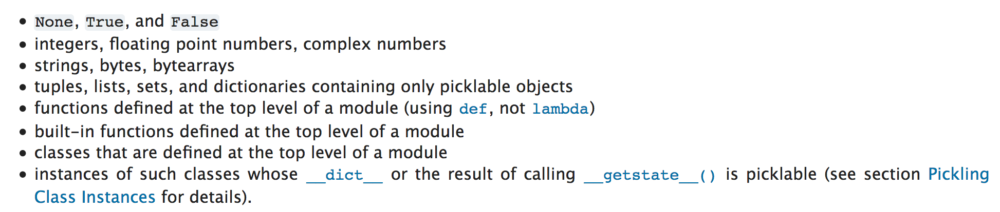 • None, True, and False
• integers, floating point numbers, complex numbers
• strings, bytes, bytearrays
• tuples, lists, sets, and dictionaries containing only picklable objects
• functions defined at the top level of a module (using def, not lambda)
• built-in functions defined at the top level of a module
• classes that are defined at the top level of a module
• instances of such classes whose __dict__ or the result of calling __getstate__() is picklable (see section Pickling
Class Instances for details).